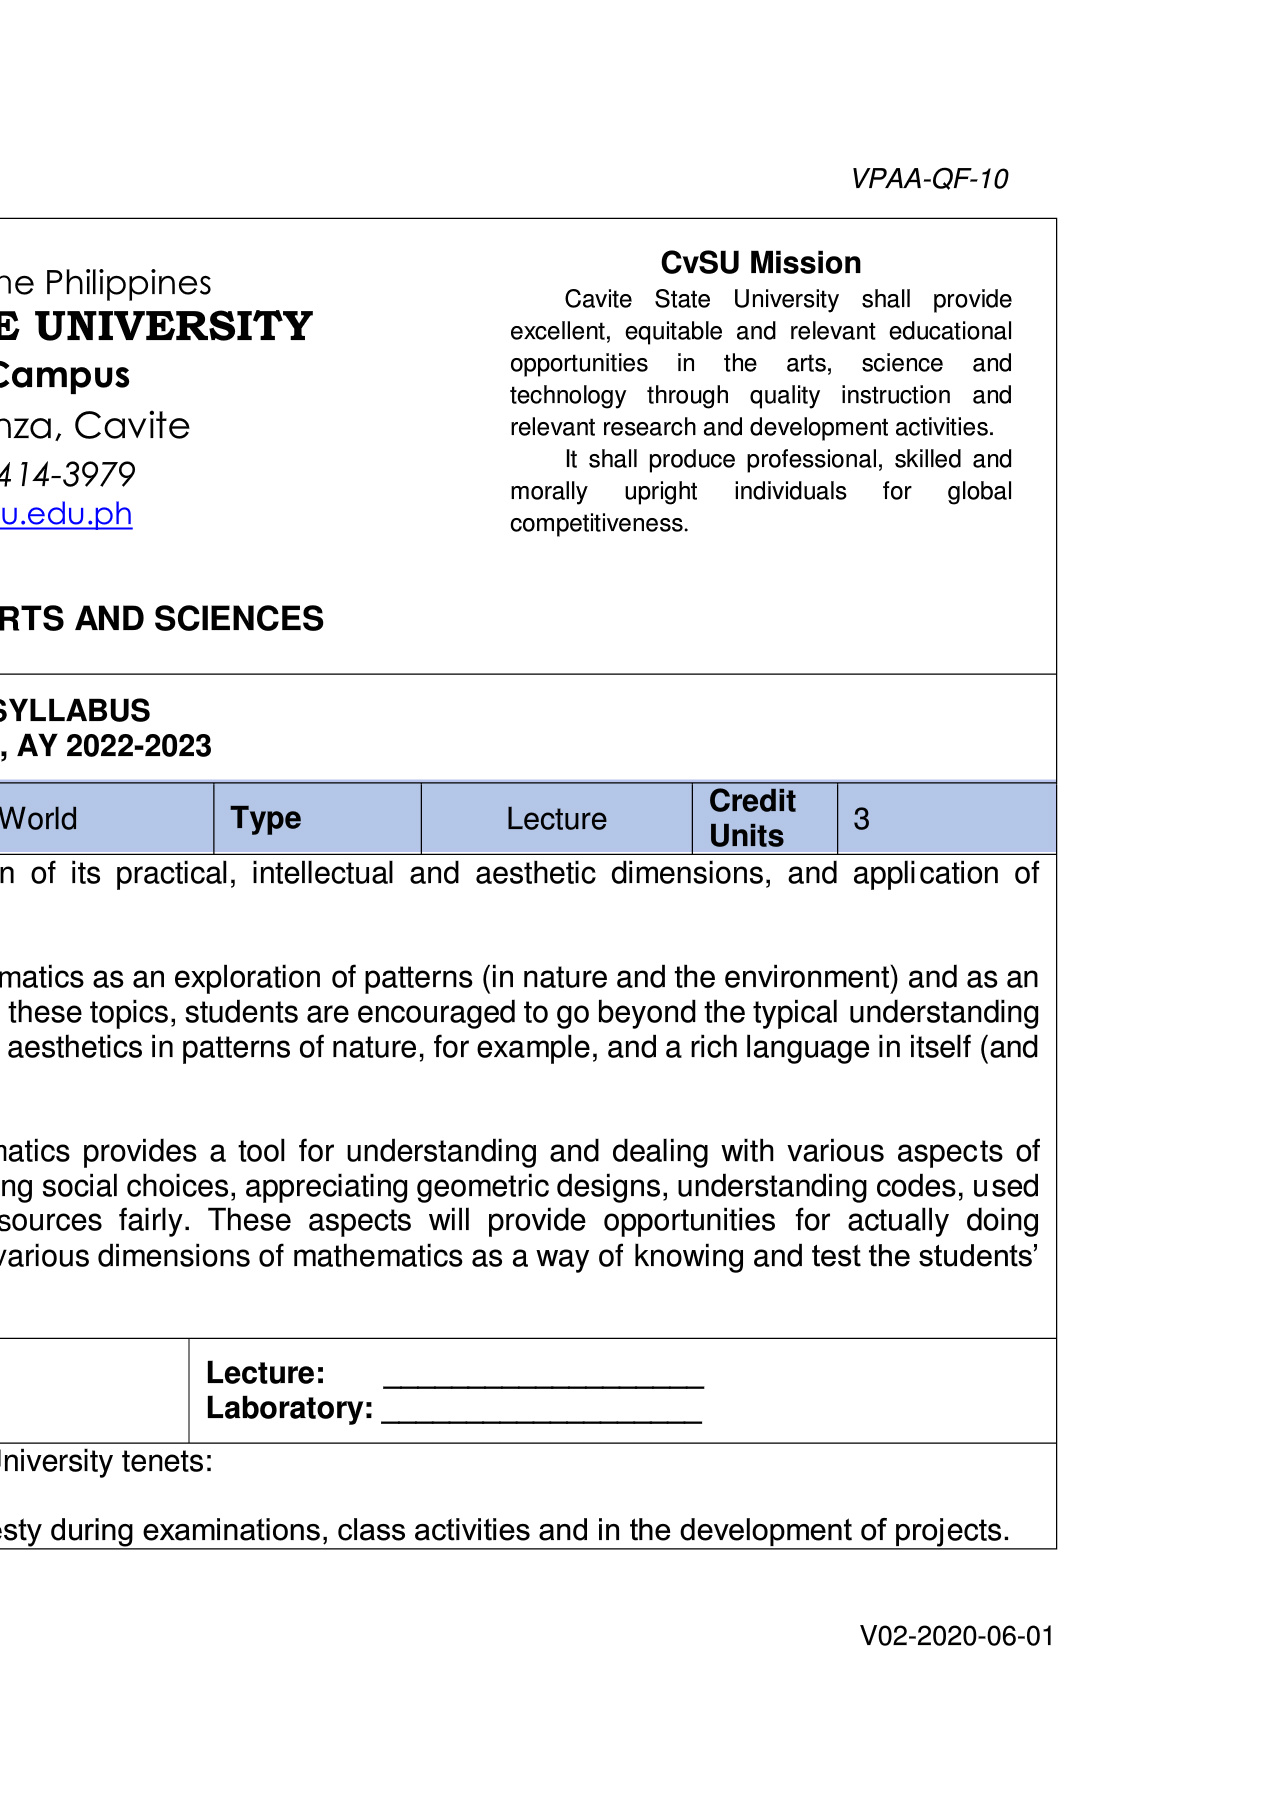 VPAA-QF-10
ne Philippines
E UNIVERSITY
Campus
nza, Cavite
414-3979
u.edu.ph
RTS AND SCIENCES
CvSU Mission
Cavite State University shall provide
excellent, equitable and relevant educational
opportunities in the arts, science and
technology through quality instruction and
relevant research and development activities.
It shall produce professional, skilled and
morally upright individuals for global
competitiveness.
SYLLABUS
, AY 2022-2023
World Type Lecture Credit Units 3
n of its practical, intellectual and aesthetic dimensions, and application of
matics as an exploration of patterns (in nature and the environment) and as an
these topics, students are encouraged to go beyond the typical understanding
aesthetics in patterns of nature, for example, and a rich language in itself (and
matics provides a tool for understanding and dealing with various aspects of
ng social choices, appreciating geometric designs, understanding codes, used
sources fairly. These aspects will provide opportunities for actually doing
various dimensions of mathematics as a way of knowing and test the students’
Lecture: ____________________
Laboratory: ____________________
University tenets:
esty during examinations, class activities and in the development of projects.
V02-2020-06-01